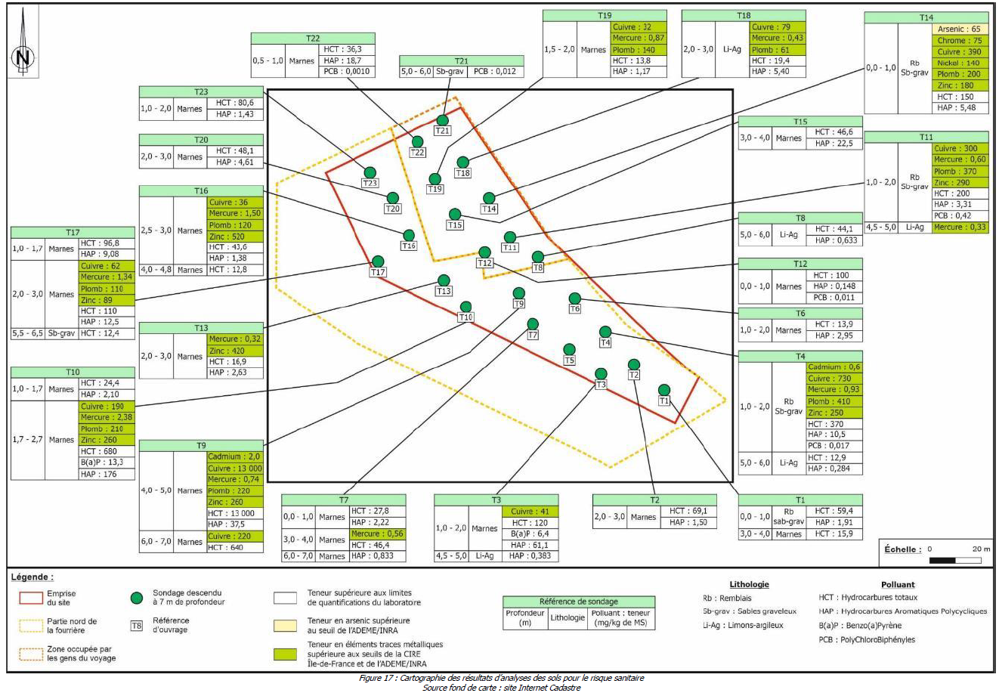 N
T22
0,5 - 1,0 Marnes HCT : 36,3
HAP : 18,7
PCB : 0,0010
T21
5,0 - 6,0 Sb-grav PCB : 0,012
T19
1,5 - 2,0 Marnes Cuivre : 32
Mercure : 0,87
Plomb : 140
HCT : 13,8
HAP : 1,17
T18
2,0 - 3,0 Li-Ag Cuivre : 79
Mercure : 0,43
Plomb : 61
HCT : 19,4
HAP : 5,40
T14
0,0 - 1,0 Rb Sb-grav Arsenic : 65
Chrome : 75
Cuivre : 390
Nickel : 140
Plomb : 200
Zinc : 180
HCT : 150
HAP : 5,48
T23
1,0 - 2,0 Marnes HCT : 80,6
HAP : 1,43
T20
2,0 - 3,0 Marnes HCT : 48,1
HAP : 4,61
T16
2,5 - 3,0 Marnes Cuivre : 36
Mercure : 1,50
Plomb : 120
Zinc : 520
HCT : 43,6
HAP : 1,38
4,0 - 4,8 Marnes HCT : 12,8
T17
1,0 - 1,7 Marnes HCT : 96,8
HAP : 9,08
2,0 - 3,0 Marnes Cuivre : 62
Mercure : 1,34
Plomb : 110
Zinc : 89
HCT : 110
HAP : 12,5
5,5 - 6,5 Sb-grav HCT : 12,4
T13
2,0 - 3,0 Marnes Mercure : 0,32
Zinc : 420
HCT : 16,9
HAP : 2,63
T10
1,0 - 1,7 Marnes HCT : 24,4
HAP : 2,10
1,7 - 2,7 Marnes Cuivre : 190
Mercure : 2,38
Plomb : 210
Zinc : 260
HCT : 680
B(a)P : 13,3
HAP : 176
T9
4,0 - 5,0 Marnes Cadmium : 2,0
Cuivre : 13 000
Mercure : 0,74
Plomb : 220
Zinc : 260
HCT : 13 000
HAP : 37,5
6,0 - 7,0 Marnes Cuivre : 220
HCT : 640
T21
T22
T23
T18
T19
T20
T14
T15
T16
T11
T12
T8
T17
T13
T9
T6
T10
T7
T4
T5
T2
T3
T1
T15
3,0 - 4,0 Marnes HCT : 46,6
HAP : 22,5
T11
1,0 - 2,0 Rb Sb-grav Cuivre : 300
Mercure : 0,60
Plomb : 370
Zinc : 290
HCT : 200
HAP : 3,31
PCB : 0,42
4,5 - 5,0 Li-Ag Mercure : 0,33
T8
5,0 - 6,0 Li-Ag HCT : 44,1
HAP : 0,633
T12
0,0 - 1,0 Marnes HCT : 100
HAP : 0,148
PCB : 0,011
T6
1,0 - 2,0 Marnes HCT : 13,9
HAP : 2,95
T4
1,0 - 2,0 Rb Sb-grav Cadmium : 0,6
Cuivre : 730
Mercure : 0,93
Plomb : 410
Zinc : 250
HCT : 370
HAP : 10,5
PCB : 0,017
5,0 - 6,0 Li-Ag HCT : 12,9
HAP : 0,284
T7
0,0 - 1,0 Marnes HCT : 27,8
HAP : 2,22
3,0 - 4,0 Marnes Mercure : 0,56
HCT : 46,4
6,0 - 7,0 Marnes HAP : 0,833
T3
1,0 - 2,0 Marnes Cuivre : 41
HCT : 120
B(a)P : 6,4
HAP : 61,1
4,5 - 5,0 Li-Ag HAP : 0,383
T2
2,0 - 3,0 Marnes HCT : 69,1
HAP : 1,50
T1
0,0 - 1,0 Rb sab-grav HCT : 59,4
HAP : 1,91
3,0 - 4,0 Marnes HCT : 15,9
Échelle : 0 20 m
Légende :
Emprise
du site
Partie nord de
la fourrière
Zone occupée par
les gens du voyage
Sondage descendu
à 7 m de profondeur
T8 Référence
d'ouvrage
Teneur supérieure aux limites
de quantifications du laboratoire
Teneur en arsenic supérieure
au seuil de l'ADEME/INRA
Teneur en éléments traces métalliques
supérieure aux seuils de la CIRE
Île-de-France et de l'ADEME/INRA
Référence de sondage
Profondeur (m) Lithologie Polluant : teneur (mg/kg de MS)
Lithologie
Rb : Remblais
Sb-grav : Sables graveleux
Li-Ag : Limons-argileux
Polluant
HCT : Hydrocarbures totaux
HAP : Hydrocarbures Aromatiques Polycycliques
B(a)P : Benzo(a)Pyrène
PCB : PolyChloroBiphényles
Figure 17 : Cartographie des résultats d'analyses des sols pour le risque sanitaire
Source fond de carte : site Internet Cadastre